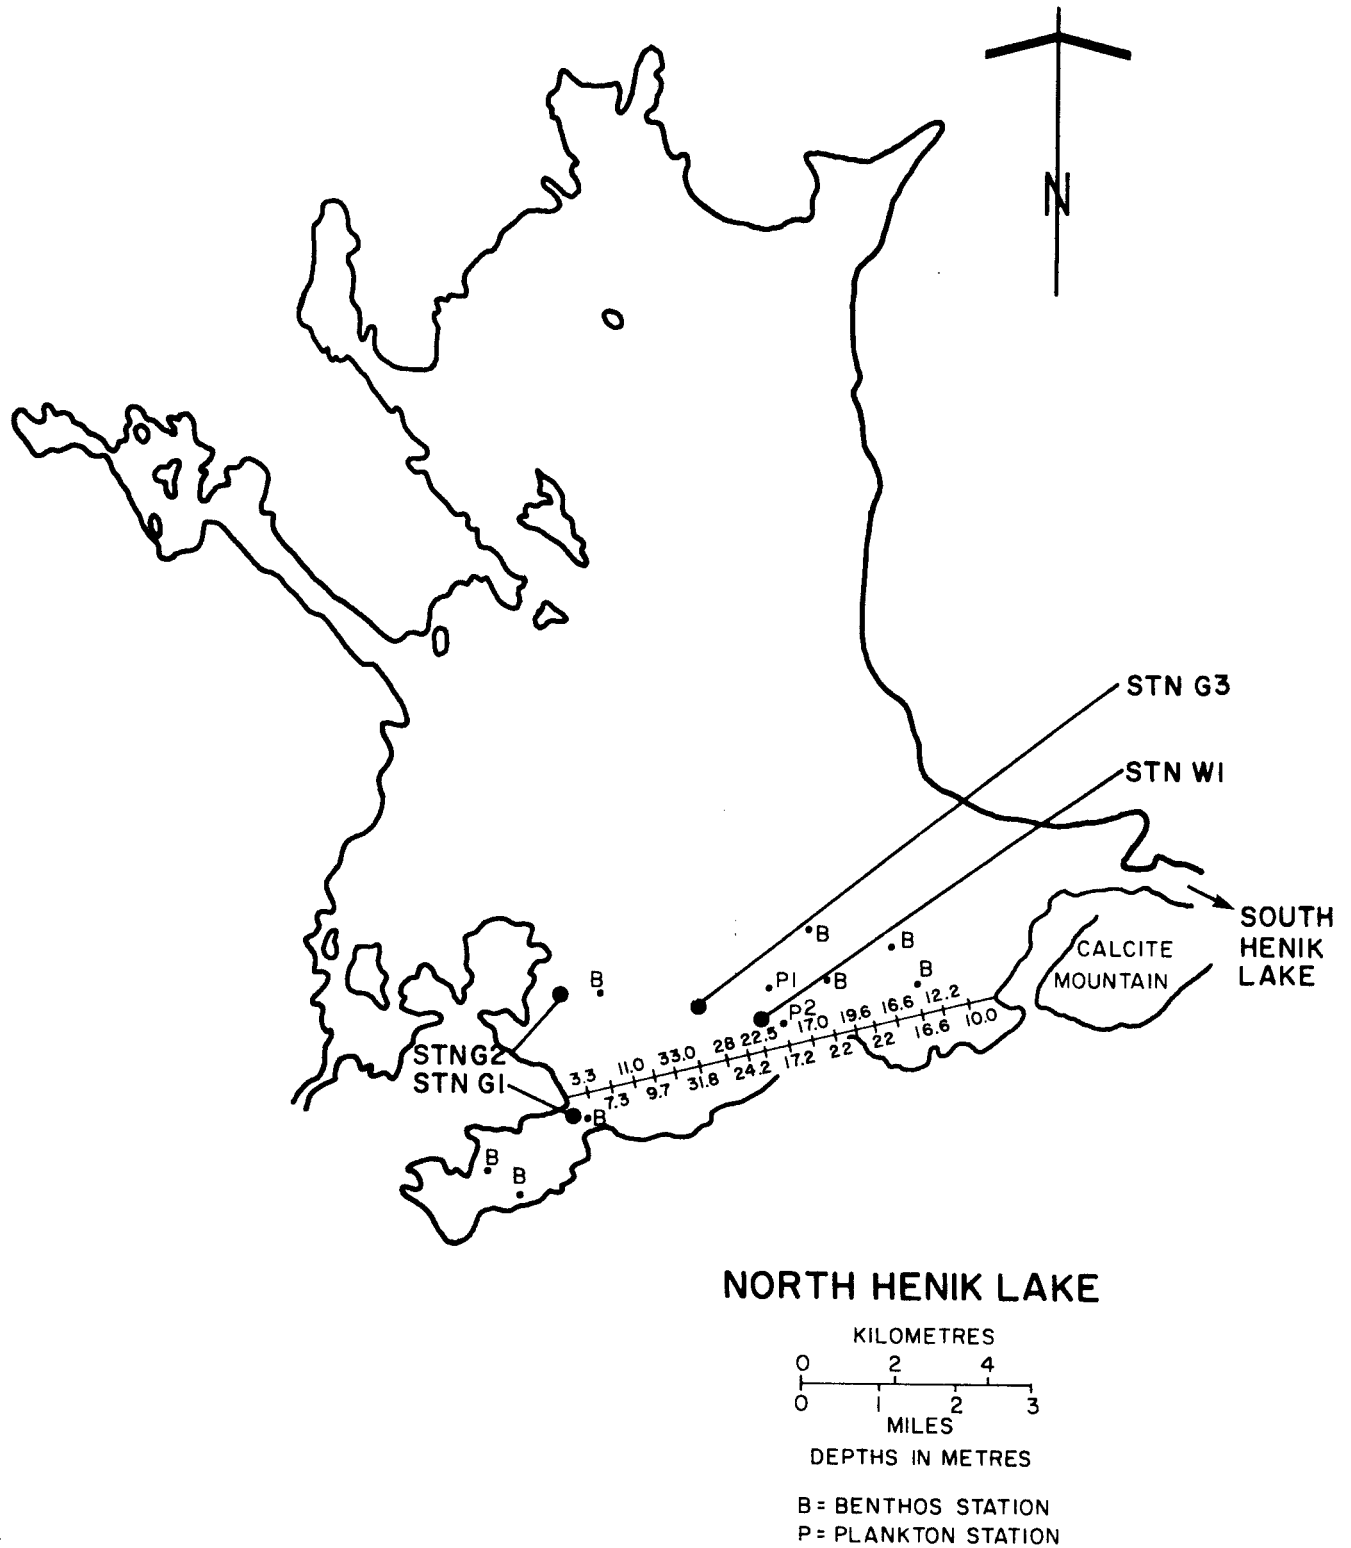 N
STN G3
STN W1
SOUTH
HENIK
LAKE
CALCITE
MOUNTAIN
B
B
B
B
B
P1
P2
3.3 11.0 33.0 28 22.5 17.0 19.6 16.6 12.2
7.3 9.7 31.8 24.2 17.2 22 22 16.6 10.0
STN G2
STN G1
B
B
B
NORTH HENIK LAKE
KILOMETRES
0 2 4
0 1 2 3
MILES
DEPTHS IN METRES
B = BENTHOS STATION
P = PLANKTON STATION